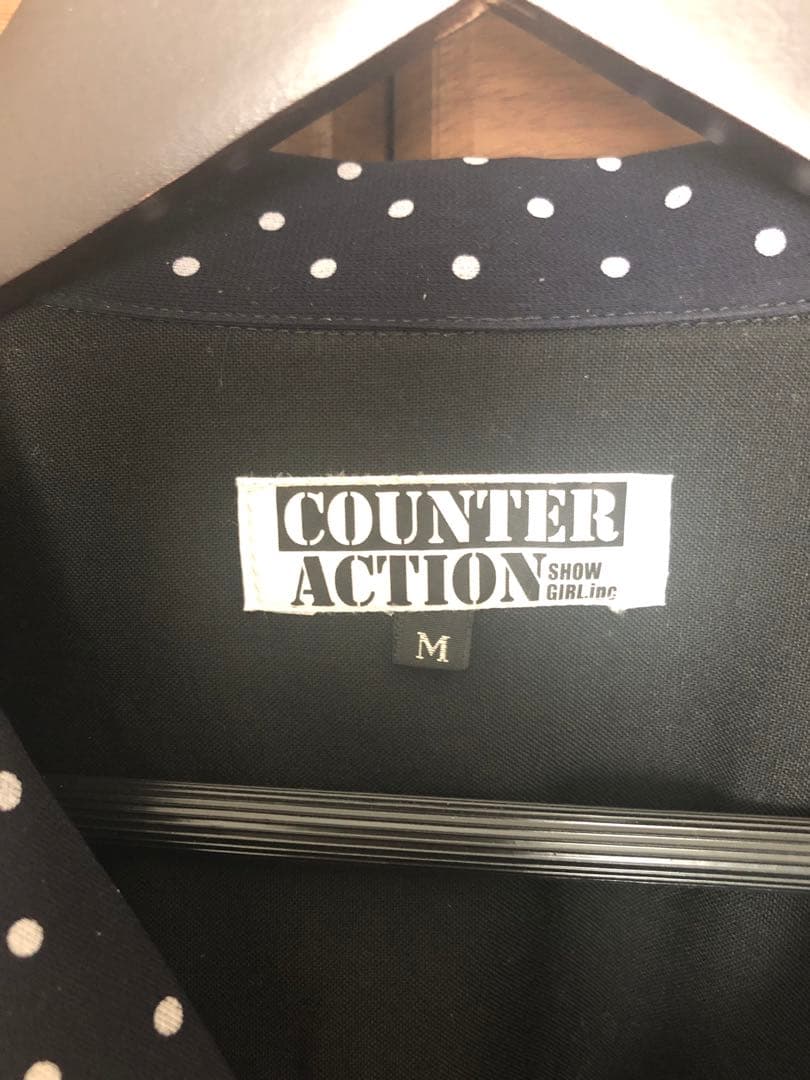 COUNTER
ACTION SHOW
GIRL.inc
M